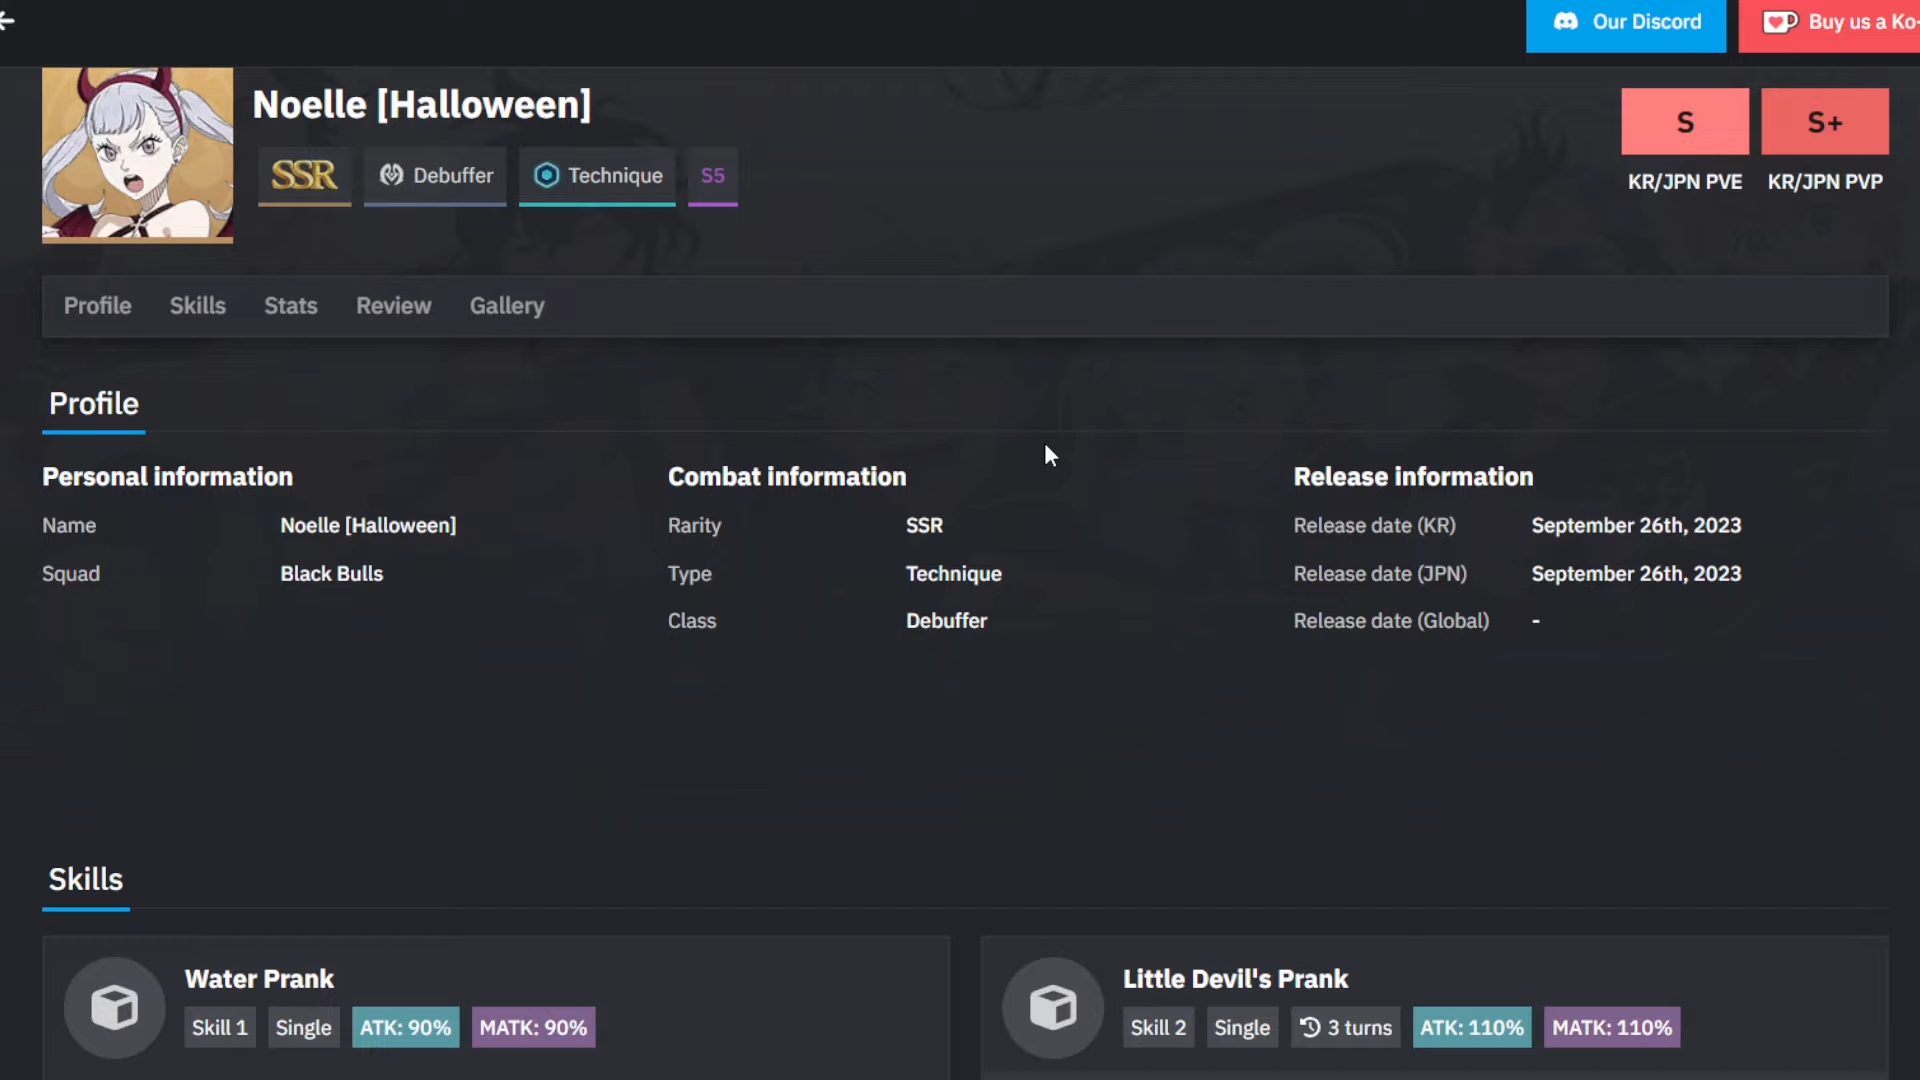 Our Discord
Buy us a Ko-
Noelle [Halloween]
SSR
Debuffer
Technique
S5
S
S+
KR/JPN PVE
KR/JPN PVP
Profile
Skills
Stats
Review
Gallery
Profile
Personal information
Name
Noelle [Halloween]
Squad
Black Bulls
Combat information
Rarity
SSR
Type
Technique
Class
Debuffer
Release information
Release date (KR)
September 26th, 2023
Release date (JPN)
September 26th, 2023
Release date (Global)
-
Skills
Water Prank
Skill 1
Single
ATK: 90%
MATK: 90%
Little Devil's Prank
Skill 2
Single
3 turns
ATK: 110%
MATK: 110%